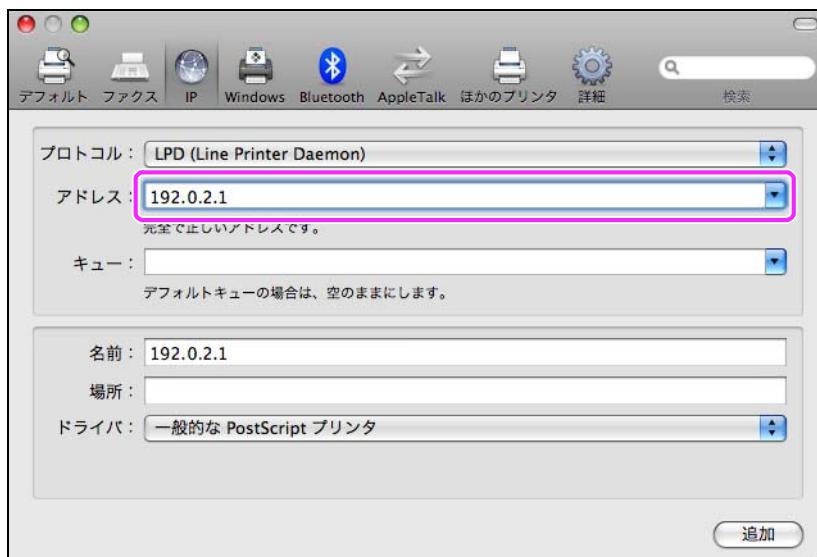 デフォルト ファクス IP Windows Bluetooth AppleTalk ほかのプリンタ 詳細 検索
プロトコル： LPD (Line Printer Daemon)
アドレス： 192.0.2.1
完全で正しいアドレスです。
キュー：
デフォルトキューの場合は、空のままにします。
名前： 192.0.2.1
場所：
ドライバ： 一般的な PostScript プリンタ
追加